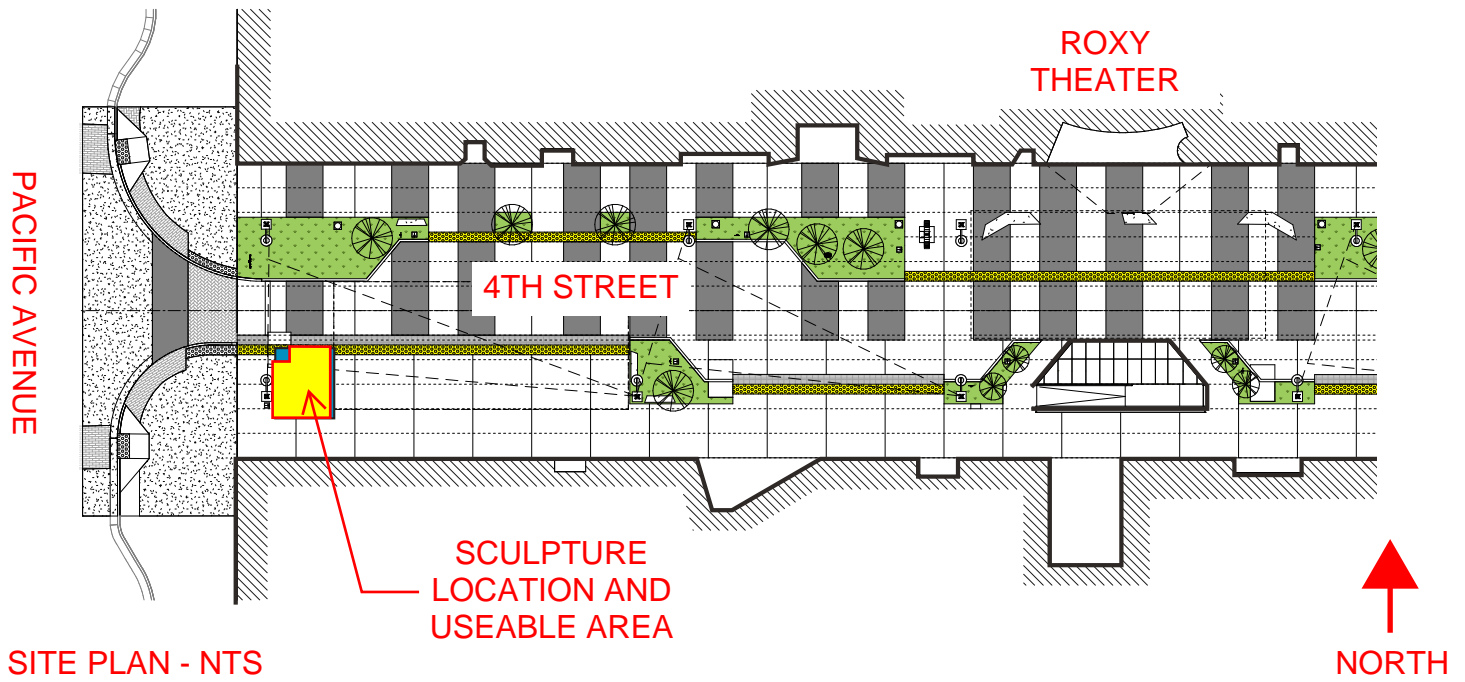 ROXY
THEATER
PACIFIC AVENUE
4TH STREET
SCULPTURE
LOCATION AND
USEABLE AREA
SITE PLAN - NTS
NORTH